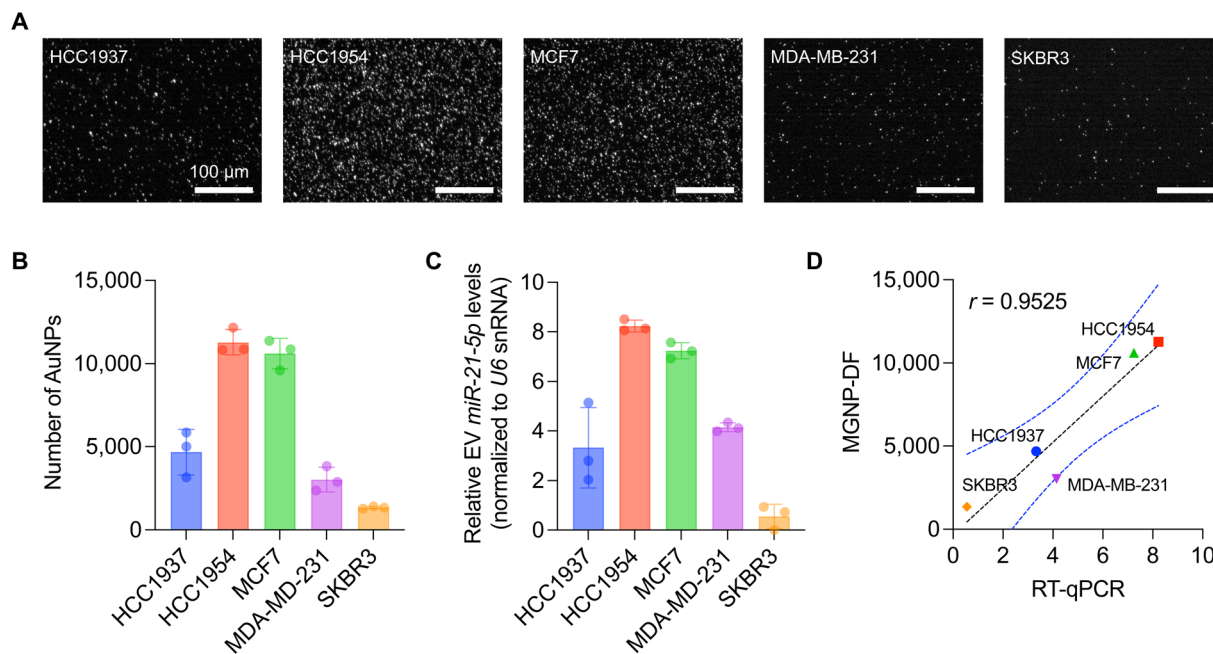 A
HCC1937
HCC1954
MCF7
MDA-MB-231
SKBR3
100 µm
B
Number of AuNPs
15,000
10,000
5,000
0
HCC1937
HCC1954
MCF7
MDA-MD-231
SKBR3
C
Relative EV miR-21-5p levels
(normalized to U6 snRNA)
10
8
6
4
2
0
HCC1937
HCC1954
MCF7
MDA-MD-231
SKBR3
D
MGNP-DF
15,000
10,000
5,000
0
r = 0.9525
HCC1954
MCF7
HCC1937
SKBR3
MDA-MB-231
0 2 4 6 8 10
RT-qPCR